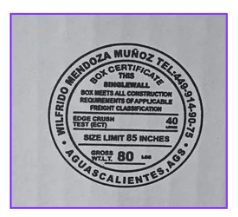 WILFRIDO MENDOZA MUÑOZ TEL:449-914-90-75
BOX CERTIFICATE
THIS
SINGLEWALL
BOX MEETS ALL CONSTRUCTION
REQUIREMENTS OF APPLICABLE
FREIGHT CLASSIFICATION
EDGE CRUSH
TEST (ECT)
40
SIZE LIMIT 85 INCHES
GROSS
WT.LT. 80 LBS
• AGUASCALIENTES, AGS •